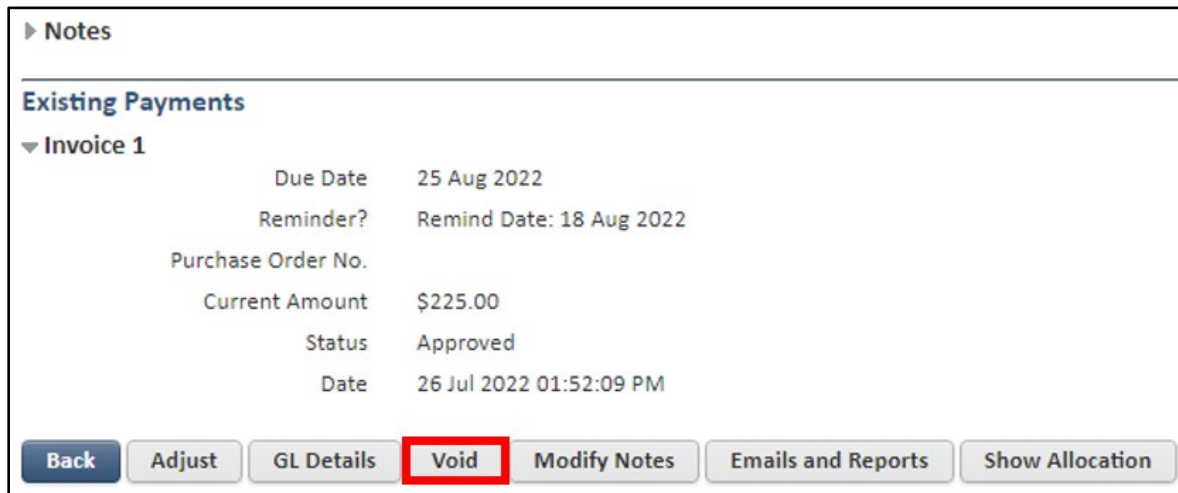 Notes
Existing Payments
Invoice 1
Due Date 25 Aug 2022
Reminder? Remind Date: 18 Aug 2022
Purchase Order No.
Current Amount $225.00
Status Approved
Date 26 Jul 2022 01:52:09 PM
Back Adjust GL Details Void Modify Notes Emails and Reports Show Allocation